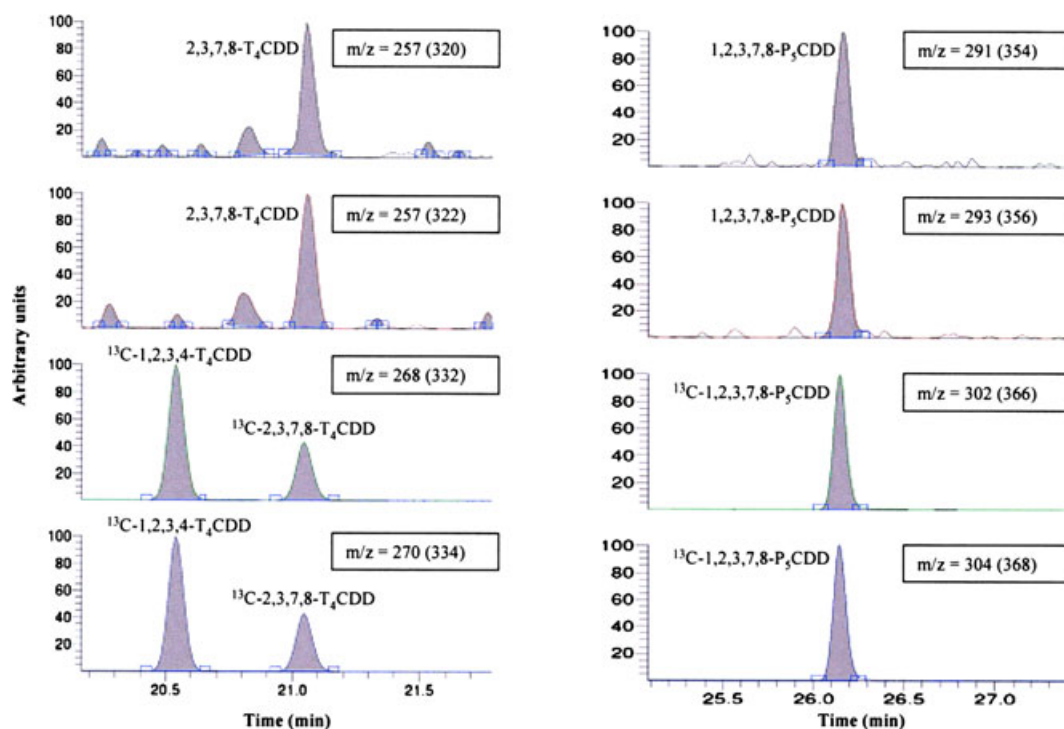 Arbitrary units
100
80
60
40
20
2,3,7,8-T₄CDD
m/z = 257 (320)
100
80
60
40
20
2,3,7,8-T₄CDD
m/z = 257 (322)
100
80
60
40
20
¹³C-1,2,3,4-T₄CDD
¹³C-2,3,7,8-T₄CDD
m/z = 268 (332)
100
80
60
40
20
¹³C-1,2,3,4-T₄CDD
¹³C-2,3,7,8-T₄CDD
m/z = 270 (334)
20.5 21.0 21.5
Time (min)
100
80
60
40
20
1,2,3,7,8-P₅CDD
m/z = 291 (354)
100
80
60
40
20
1,2,3,7,8-P₅CDD
m/z = 293 (356)
100
80
60
40
20
¹³C-1,2,3,7,8-P₅CDD
m/z = 302 (366)
100
80
60
40
20
¹³C-1,2,3,7,8-P₅CDD
m/z = 304 (368)
25.5 26.0 26.5 27.0
Time (min)